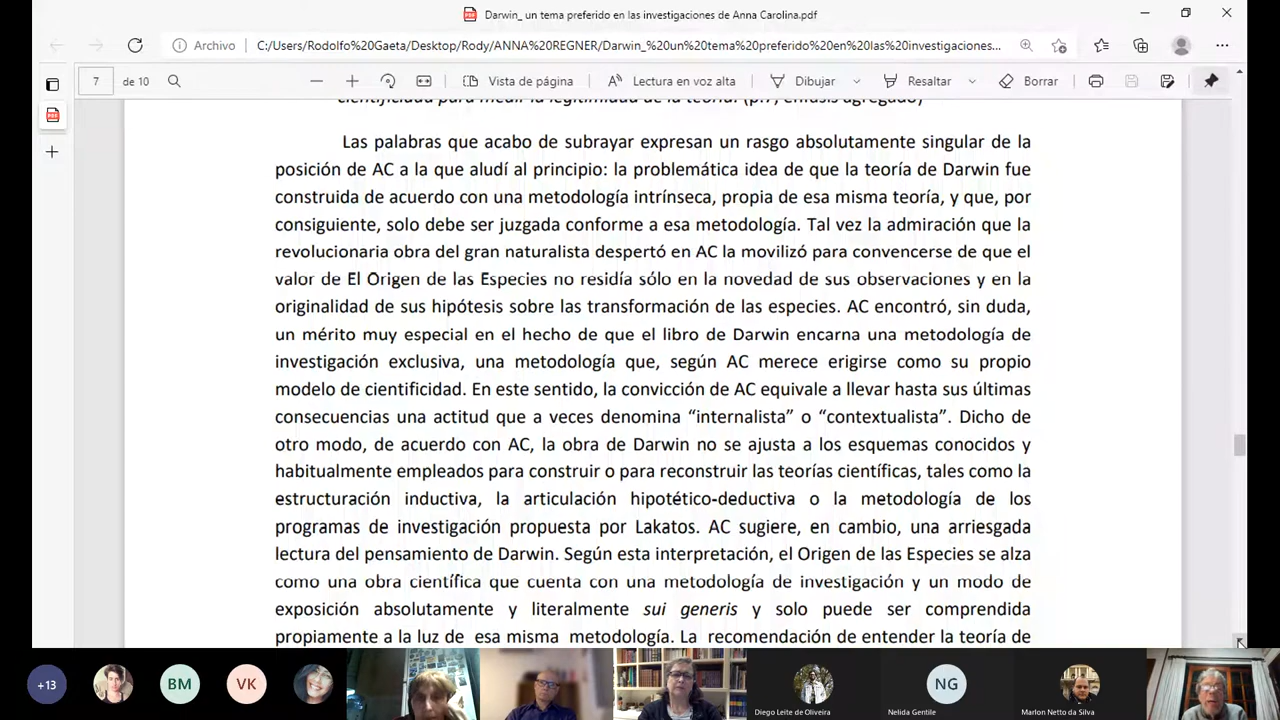 Darwin_ un tema preferido en las investigaciones de Anna Carolina.pdf
Archivo
C:/Users/Rodolfo%20Gaeta/Desktop/Rody/ANNA%20REGNER/Darwin_%20un%20tema%20preferido%20en%20las%20investigaciones...
7 de 10
Vista de página
Lectura en voz alta
Dibujar
Resaltar
Borrar
cientificidad para medir la legitimidad de la teoría. (p.7, énfasis agregado)
Las palabras que acabo de subrayar expresan un rasgo absolutamente singular de la
posición de AC a la que aludí al principio: la problemática idea de que la teoría de Darwin fue
construida de acuerdo con una metodología intrínseca, propia de esa misma teoría, y que, por
consiguiente, solo debe ser juzgada conforme a esa metodología. Tal vez la admiración que la
revolucionaria obra del gran naturalista despertó en AC la movilizó para convencerse de que el
valor de El Origen de las Especies no residía sólo en la novedad de sus observaciones y en la
originalidad de sus hipótesis sobre las transformación de las especies. AC encontró, sin duda,
un mérito muy especial en el hecho de que el libro de Darwin encarna una metodología de
investigación exclusiva, una metodología que, según AC merece erigirse como su propio
modelo de cientificidad. En este sentido, la convicción de AC equivale a llevar hasta sus últimas
consecuencias una actitud que a veces denomina “internalista” o “contextualista”. Dicho de
otro modo, de acuerdo con AC, la obra de Darwin no se ajusta a los esquemas conocidos y
habitualmente empleados para construir o para reconstruir las teorías científicas, tales como la
estructuración inductiva, la articulación hipotético-deductiva o la metodología de los
programas de investigación propuesta por Lakatos. AC sugiere, en cambio, una arriesgada
lectura del pensamiento de Darwin. Según esta interpretación, el Origen de las Especies se alza
como una obra científica que cuenta con una metodología de investigación y un modo de
exposición absolutamente y literalmente sui generis y solo puede ser comprendida
propiamente a la luz de esa misma metodología. La recomendación de entender la teoría de
+13
BM
VK
Diego Leite de Oliveira
NG
Nelida Gentile
Marlon Netto da Silva